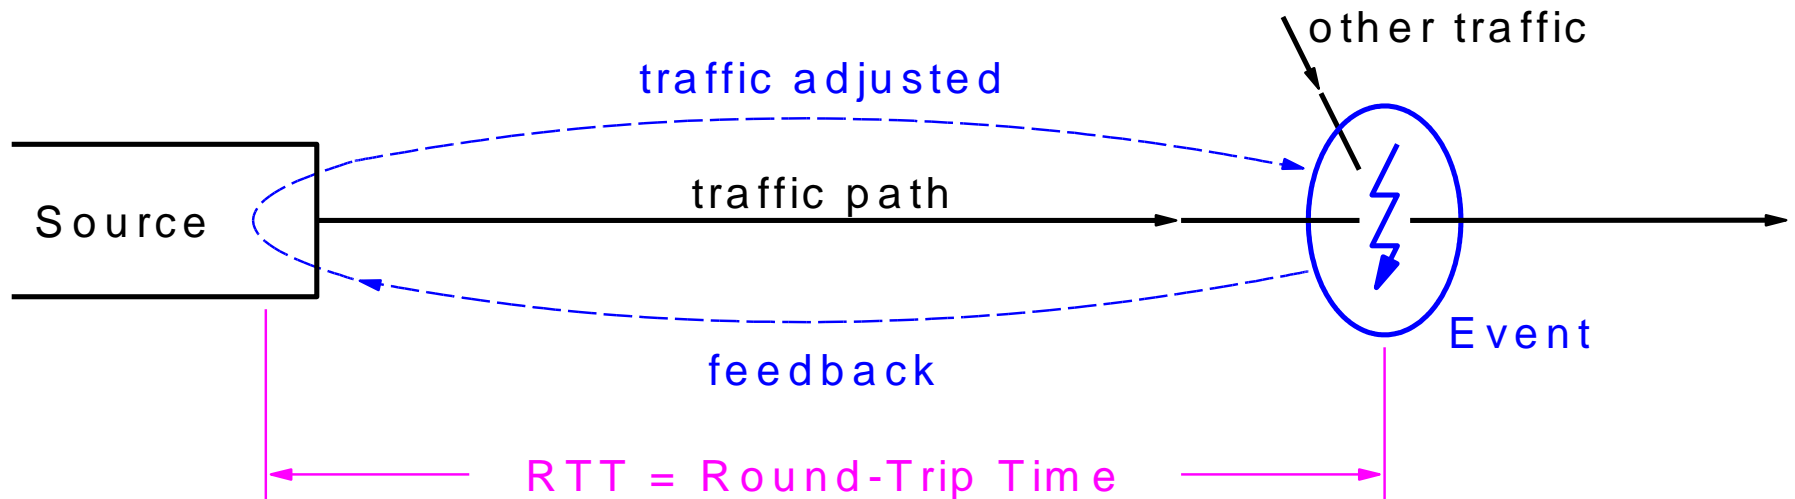 other traffic
traffic adjusted
traffic path
Source
Event
feedback
RTT = Round-Trip Time